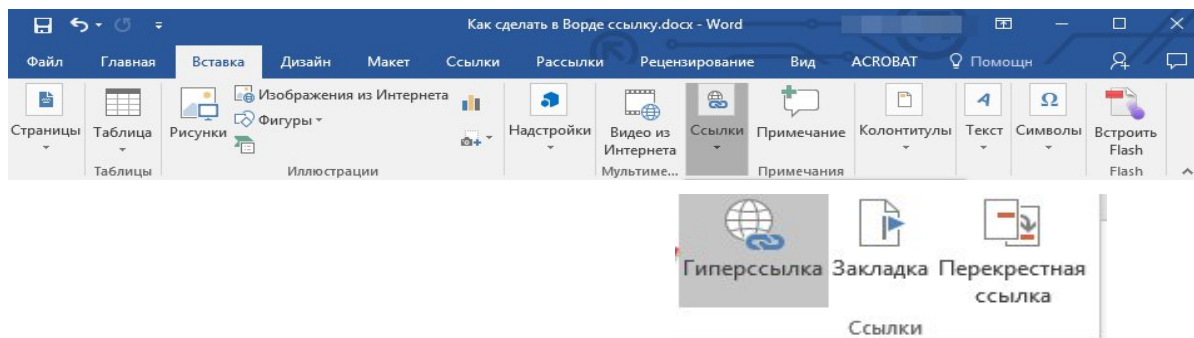 Как сделать в Ворде ссылку.docx - Word
Файл Главная Вставка Дизайн Макет Ссылки Рассылки Рецензирование Вид ACROBAT Помощн
Страницы Таблица Рисунки Изображения из Интернета Фигуры Надстройки Видео из Интернета Ссылки Примечание Колонтитулы Текст Символы Встроить Flash
Таблицы Иллюстрации Мультиме... Примечания Flash
Гиперссылка Закладка Перекрестная
ссылка
Ссылки